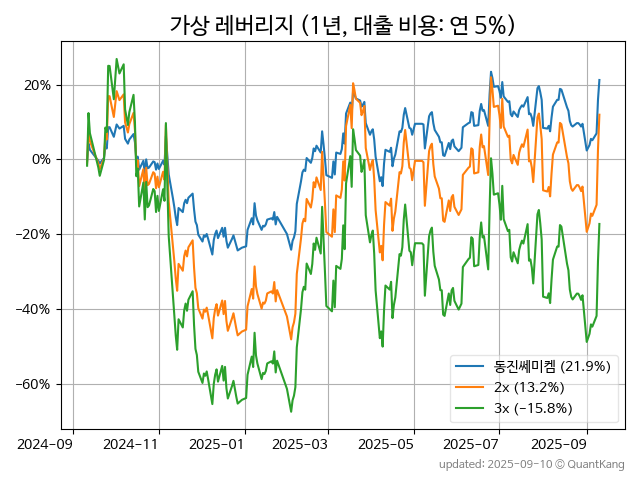 가상 레버리지 (1년, 대출 비용: 연 5%)
20%
0%
−20%
−40%
−60%
동진쎄미켐 (21.9%)
2x (13.2%)
3x (−15.8%)
2024-09 2024-11 2025-01 2025-03 2025-05 2025-07 2025-09
updated: 2025-09-10 © QuantKang